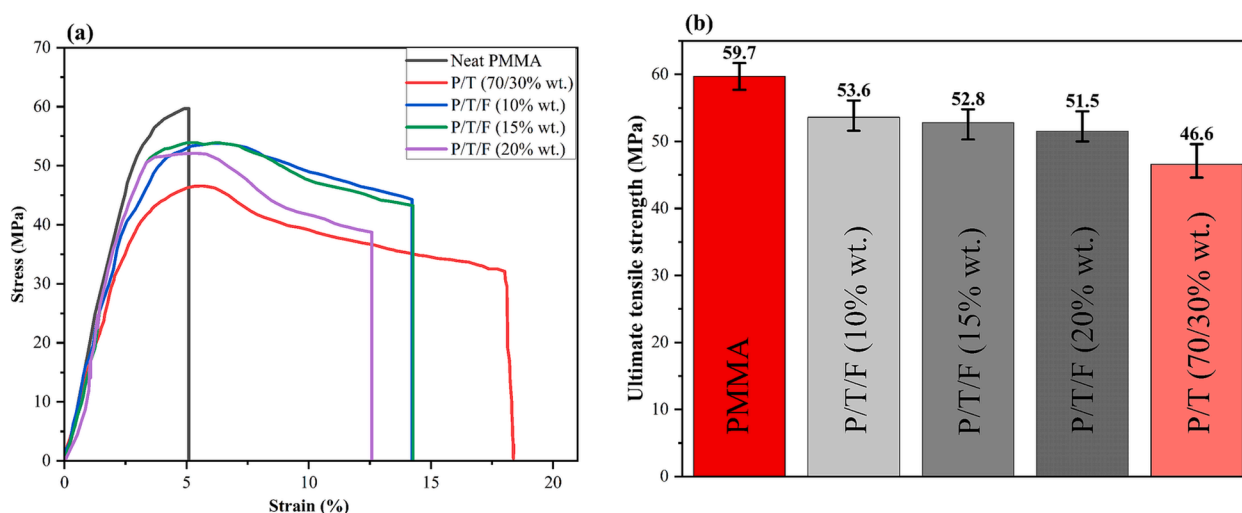 (a)
70
60
50
40
30
20
10
0
Stress (MPa)
Neat PMMA
P/T (70/30% wt.)
P/T/F (10% wt.)
P/T/F (15% wt.)
P/T/F (20% wt.)
0 5 10 15 20
Strain (%)
(b)
60
50
40
30
20
10
0
Ultimate tensile strength (MPa)
59.7
53.6
52.8
51.5
46.6
PMMA
P/T/F (10% wt.)
P/T/F (15% wt.)
P/T/F (20% wt.)
P/T (70/30% wt.)